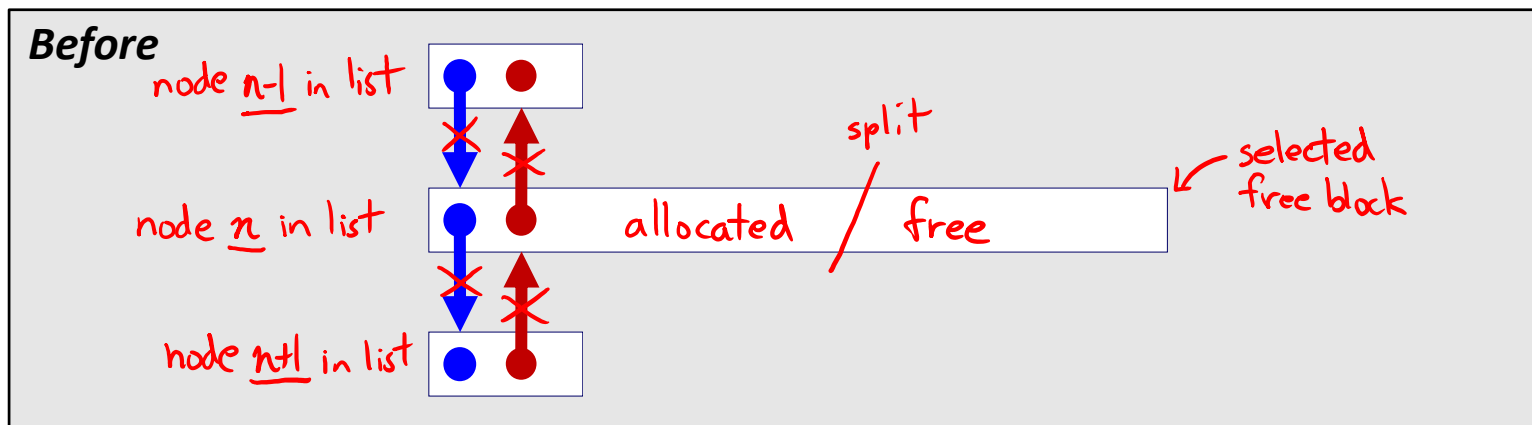 Before
node n-1 in list
split
selected
free block
node n in list
allocated / free
node n+1 in list